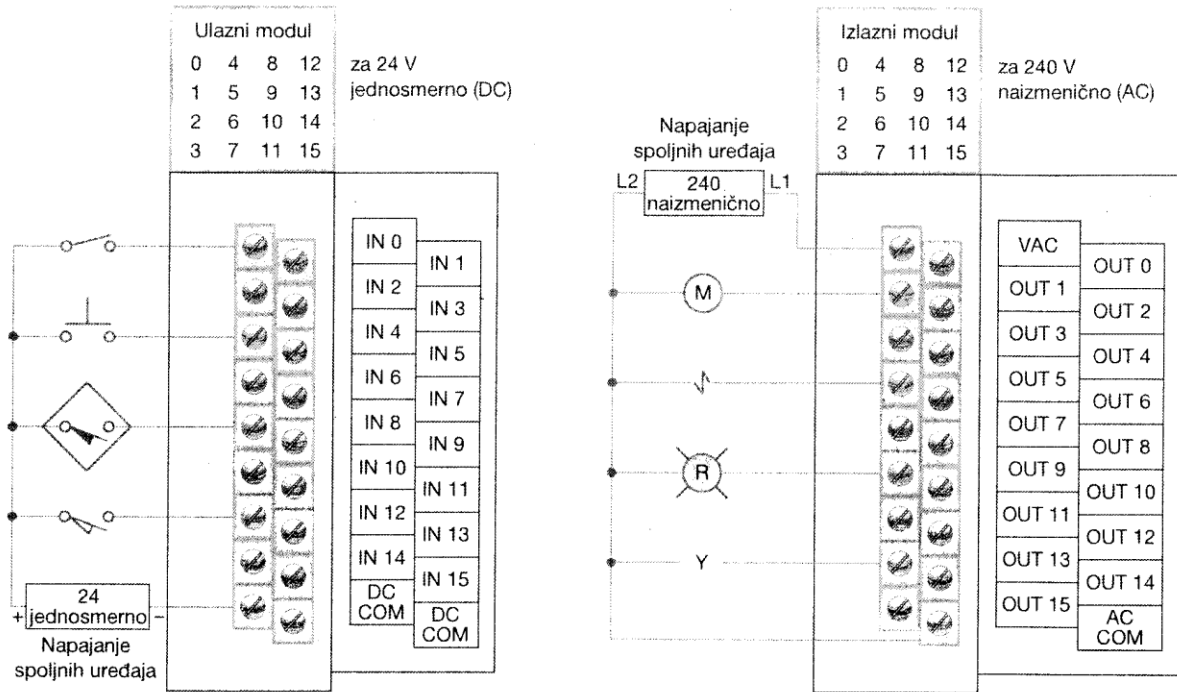 Ulazni modul
0 4 8 12
1 5 9 13
2 6 10 14
3 7 11 15
za 24 V
jednosmerno (DC)
IN 0
IN 1
IN 2
IN 3
IN 4
IN 5
IN 6
IN 7
IN 8
IN 9
IN 10
IN 11
IN 12
IN 13
IN 14
IN 15
DC
COM
DC
COM
24
+ jednosmerno −
Napajanje
spoljnih uređaja
Izlazni modul
0 4 8 12
1 5 9 13
2 6 10 14
3 7 11 15
za 240 V
naizmenično (AC)
Napajanje
spoljnih uređaja
L2 240 L1
naizmenično
M
R
Y
VAC
OUT 0
OUT 1
OUT 2
OUT 3
OUT 4
OUT 5
OUT 6
OUT 7
OUT 8
OUT 9
OUT 10
OUT 11
OUT 12
OUT 13
OUT 14
OUT 15
AC
COM